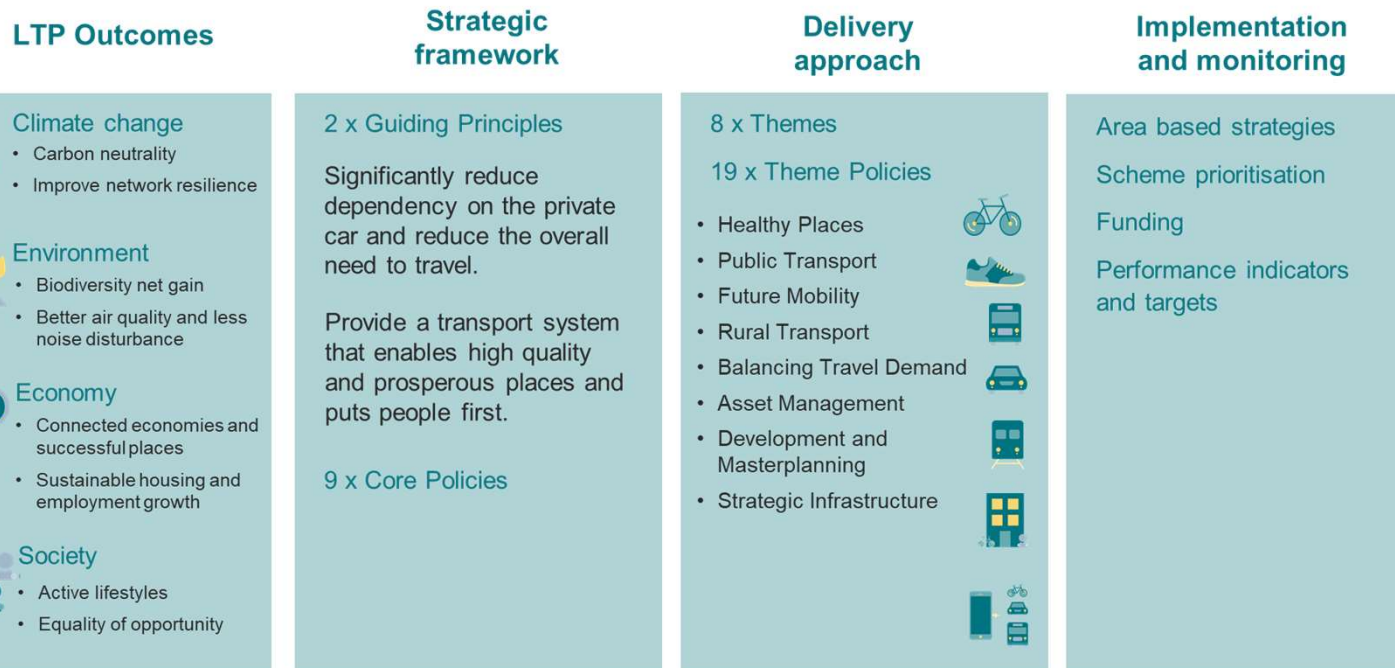 LTP Outcomes
Climate change
• Carbon neutrality
• Improve network resilience
Environment
• Biodiversity net gain
• Better air quality and less
noise disturbance
Economy
• Connected economies and
successful places
• Sustainable housing and
employment growth
Society
• Active lifestyles
• Equality of opportunity
Strategic
framework
2 x Guiding Principles
Significantly reduce
dependency on the private
car and reduce the overall
need to travel.
Provide a transport system
that enables high quality
and prosperous places and
puts people first.
9 x Core Policies
Delivery
approach
8 x Themes
19 x Theme Policies
• Healthy Places
• Public Transport
• Future Mobility
• Rural Transport
• Balancing Travel Demand
• Asset Management
• Development and
Masterplanning
• Strategic Infrastructure
Implementation
and monitoring
Area based strategies
Scheme prioritisation
Funding
Performance indicators
and targets